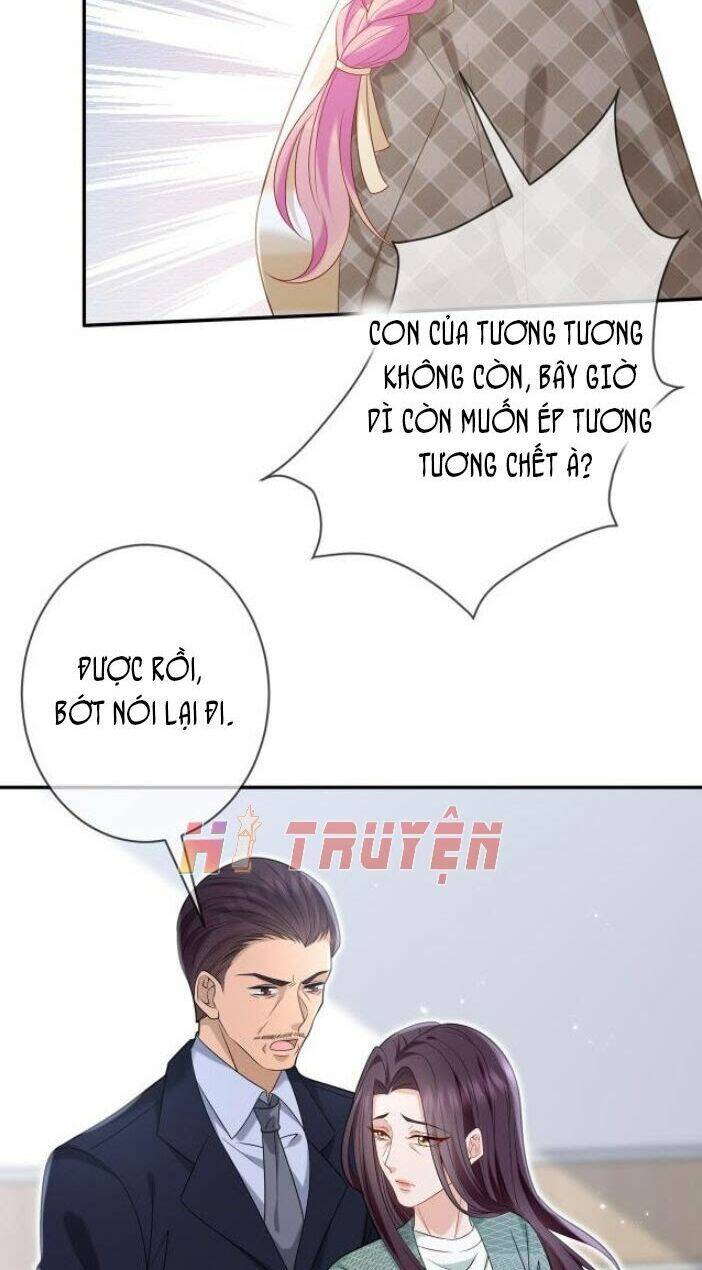 CON CỦA TƯƠNG TƯƠNG
KHÔNG CÒN, BÂY GIỜ
DÌ CÒN MUỐN ÉP TƯƠNG
TƯƠNG CHẾT À?
ĐƯỢC RỒI,
BỚT NÓI LẠI ĐI.
HÍ TRUYỆN